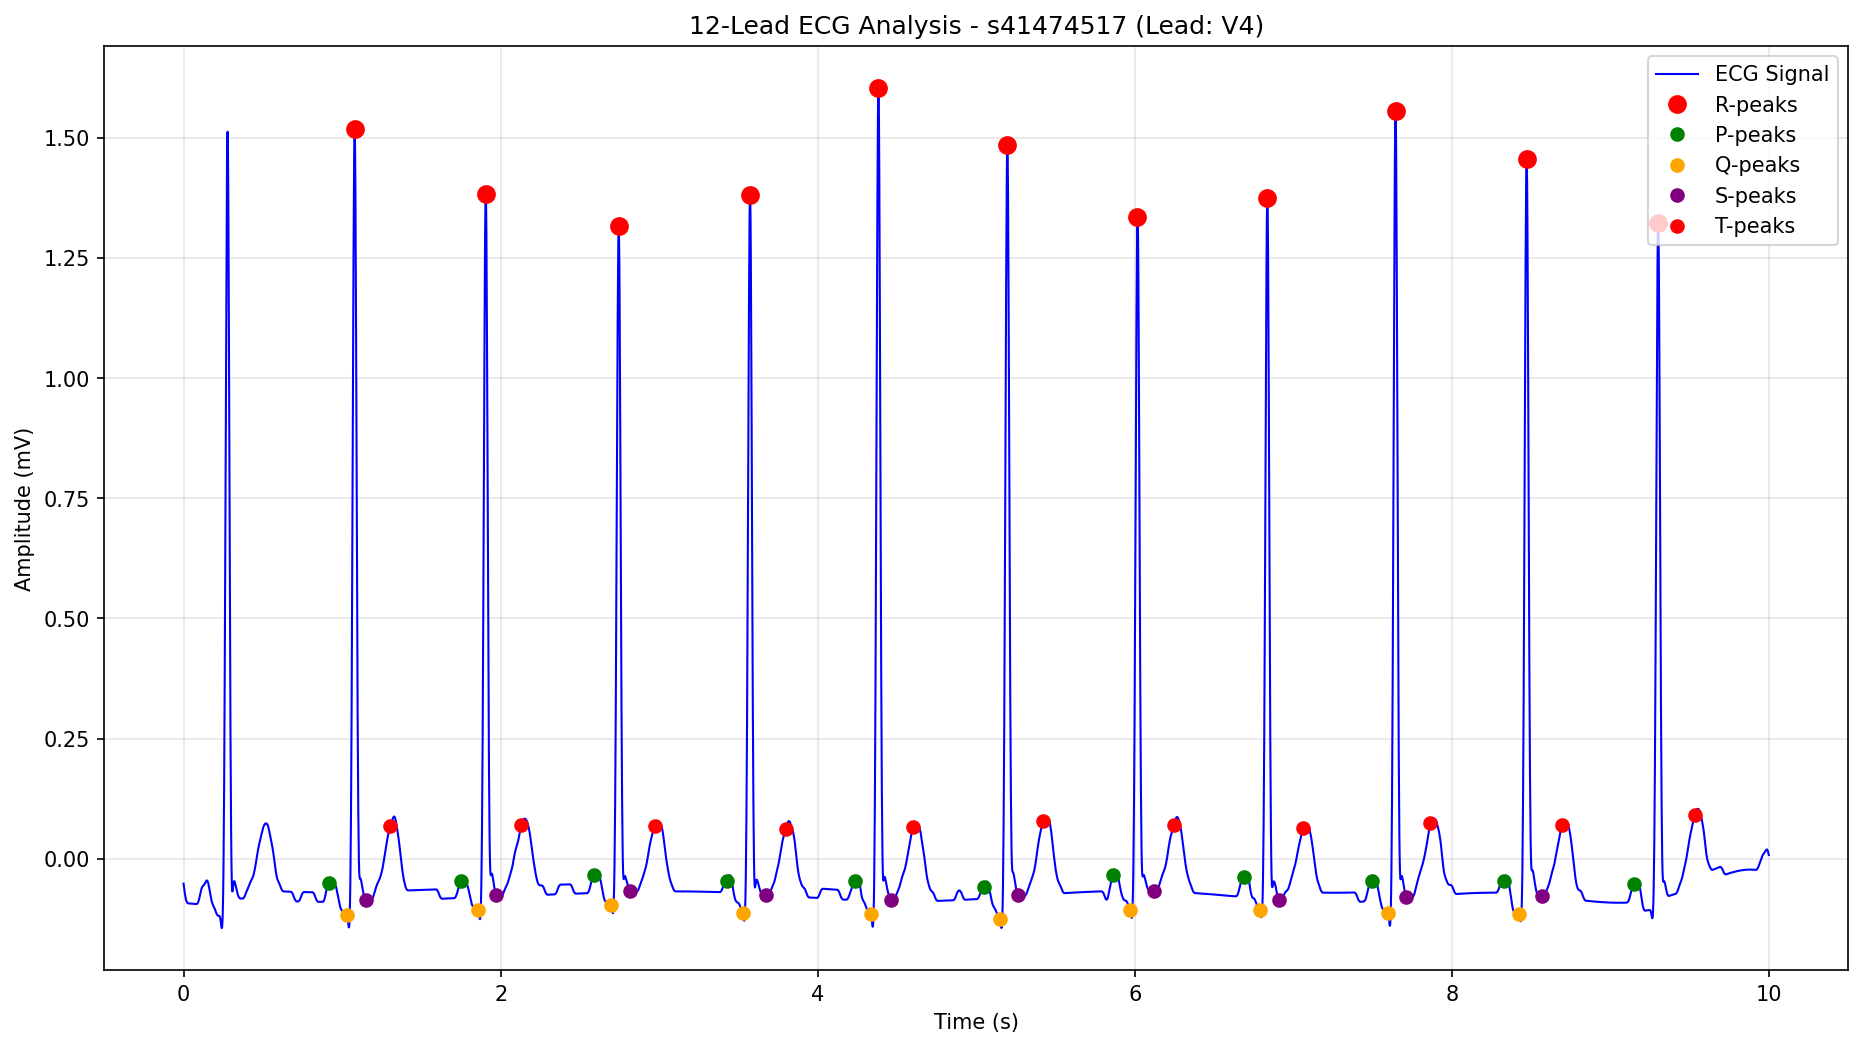 12-Lead ECG Analysis - s41474517 (Lead: V4)
ECG Signal
R-peaks
P-peaks
Q-peaks
S-peaks
T-peaks
1.50
1.25
1.00
0.75
0.50
0.25
0.00
Amplitude (mV)
0 2 4 6 8 10
Time (s)